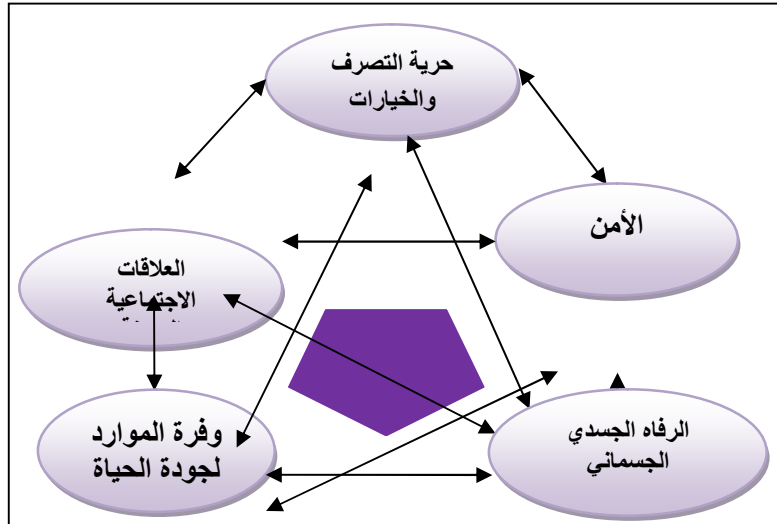 حرية التصرف
والخيارات
الأمن
العلاقات
الاجتماعية
وفرة الموارد
لجودة الحياة
الرفاه الجسدي
الجسماني